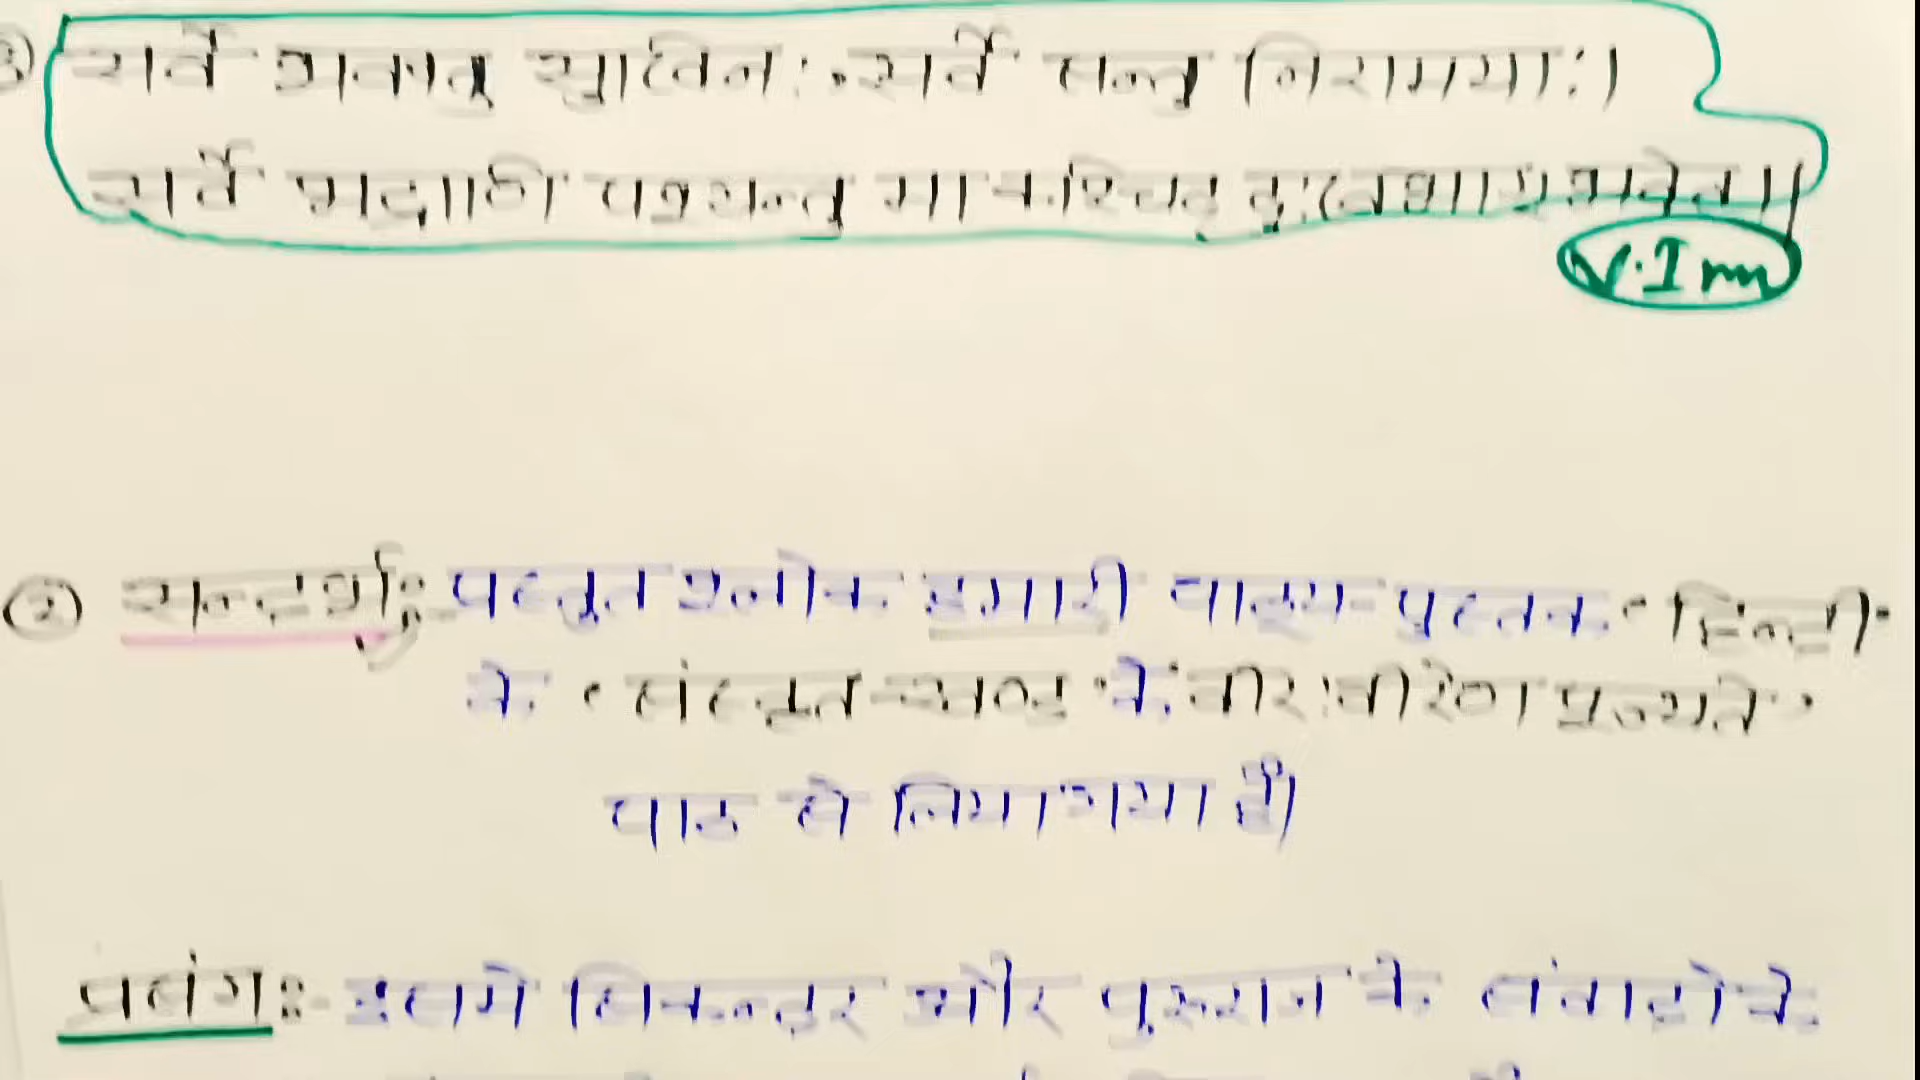 ③ सर्वे भवन्तु सुखिनः सर्वे सन्तु निरामयाः।
सर्वे भद्राणि पश्यन्तु मा कश्चिद् दुःखभाग् भवेत॥
V. Imp
② सन्दर्भ:- प्रस्तुत श्लोक हमारी पाठ्य पुस्तक 'हिन्दी'
के 'संस्कृत-खण्ड' के 'वीरः वीरेण पूज्यते'
पाठ से लिया गया है।
प्रसंग:- इसमें सिकन्दर और पुरुराज के संवादों के